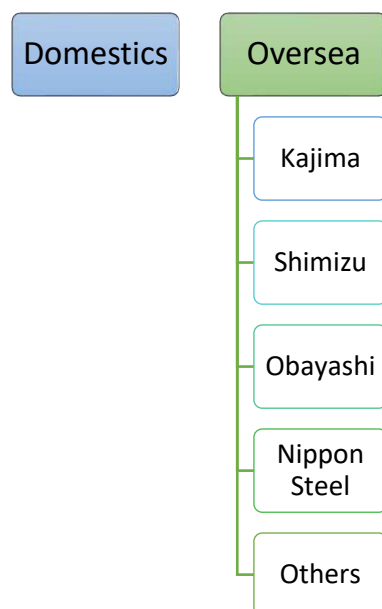 Domestics
Oversea
Kajima
Shimizu
Obayashi
Nippon
Steel
Others